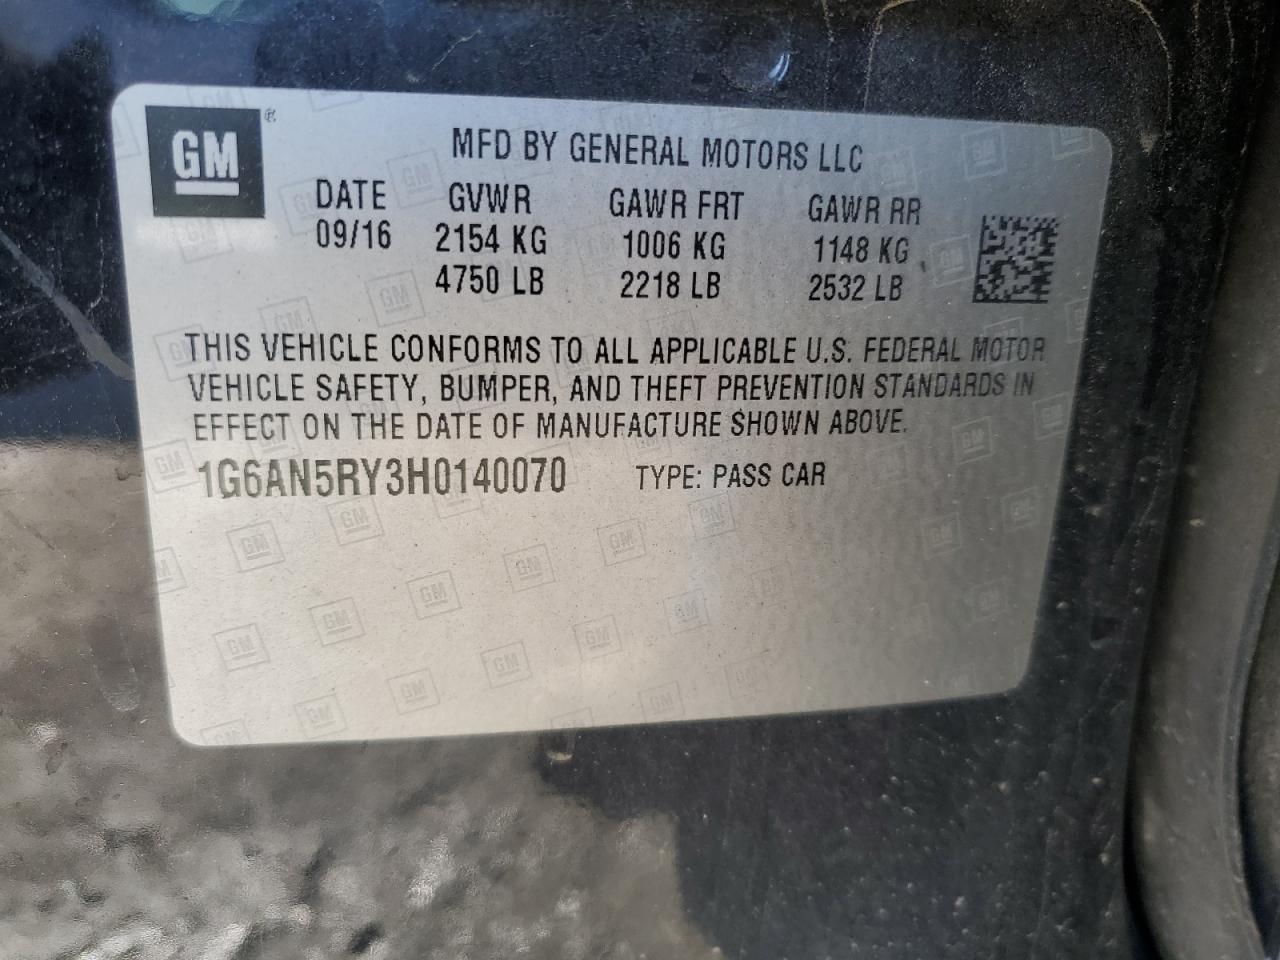 GM ®
MFD BY GENERAL MOTORS LLC
DATE GVWR GAWR FRT GAWR RR
09/16 2154 KG 1006 KG 1148 KG
4750 LB 2218 LB 2532 LB
THIS VEHICLE CONFORMS TO ALL APPLICABLE U.S. FEDERAL MOTOR
VEHICLE SAFETY, BUMPER, AND THEFT PREVENTION STANDARDS IN
EFFECT ON THE DATE OF MANUFACTURE SHOWN ABOVE.
1G6AN5RY3H0140070 TYPE: PASS CAR